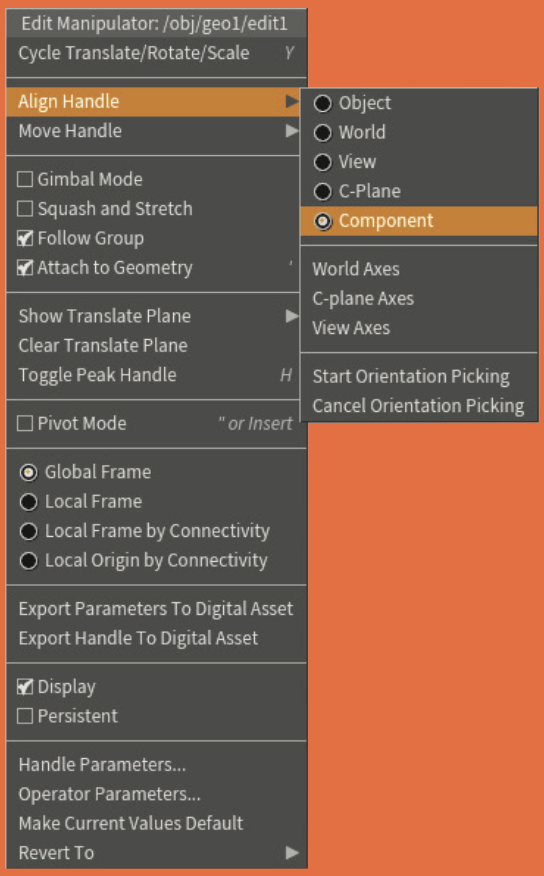 Edit Manipulator: /obj/geo1/edit1
Cycle Translate/Rotate/Scale Y
Align Handle
Move Handle
Gimbal Mode
Squash and Stretch
Follow Group
Attach to Geometry '
Show Translate Plane
Clear Translate Plane
Toggle Peak Handle H
Pivot Mode " or Insert
Global Frame
Local Frame
Local Frame by Connectivity
Local Origin by Connectivity
Export Parameters To Digital Asset
Export Handle To Digital Asset
Display
Persistent
Handle Parameters...
Operator Parameters...
Make Current Values Default
Revert To
Object
World
View
C-Plane
Component
World Axes
C-plane Axes
View Axes
Start Orientation Picking
Cancel Orientation Picking